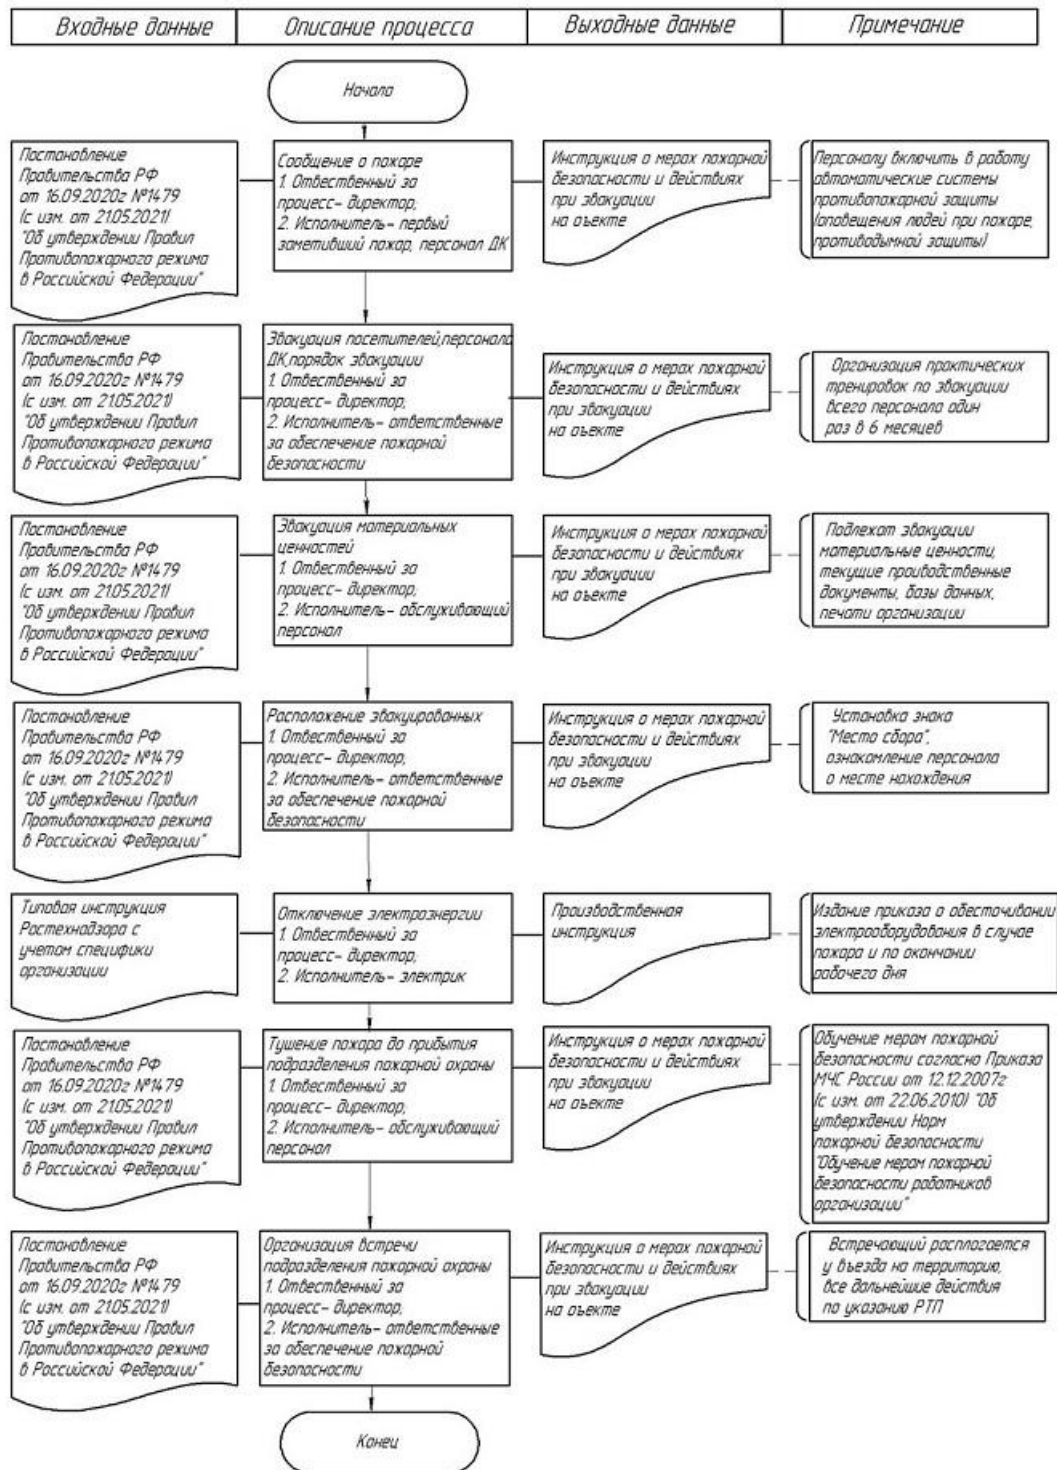 Входные данные
Описание процесса
Выходные данные
Примечание
Начало
Постановление
Правительства РФ
от 16.09.2020г №1479
(с изм. от 21.05.2021)
"Об утверждении Правил
Противопожарного режима
в Российской Федерации"
Сообщение о пожаре
1. Отвественный за
процесс- директор,
2. Исполнитель- первый
заметивший пожар, персонал ДК
Инструкция о мерах пожарной
безопасности и действиях
при эвакуации
на оъекте
Персоналу включить в работу
автоматические системы
противопожарной защиты
(оповещения людей при пожаре,
противодымной защиты)
Постановление
Правительства РФ
от 16.09.2020г №1479
(с изм. от 21.05.2021)
"Об утверждении Правил
Противопожарного режима
в Российской Федерации"
Эвакуация посетителей,персонала
ДК,порядок эвакуации
1. Отвественный за
процесс- директор,
2. Исполнитель- ответственные
за обеспечение пожарной
безопасности
Инструкция о мерах пожарной
безопасности и действиях
при эвакуации
на оъекте
Организация практических
тренировок по эвакуации
всего персонала один
раз в 6 месяцев
Постановление
Правительства РФ
от 16.09.2020г №1479
(с изм. от 21.05.2021)
"Об утверждении Правил
Противопожарного режима
в Российской Федерации"
Эвакуация материальных
ценностей
1. Отвественный за
процесс- директор,
2. Исполнитель- обслуживающий
персонал
Инструкция о мерах пожарной
безопасности и действиях
при эвакуации
на оъекте
Подлежат эвакуации
материальные ценности,
текущие проиводственные
документы, базы данных,
печати организации
Постановление
Правительства РФ
от 16.09.2020г №1479
(с изм. от 21.05.2021)
"Об утверждении Правил
Противопожарного режима
в Российской Федерации"
Расположение эвакуированных
1. Отвественный за
процесс- директор,
2. Исполнитель- ответственные
за обеспечение пожарной
безопасности
Инструкция о мерах пожарной
безопасности и действиях
при эвакуации
на оъекте
Установка знака
"Место сбора",
ознакомление персонала
о месте нахождения
Типовая инструкция
Ростехнадзора с
учетом специфики
организации
Отключение электроэнергии
1. Отвественный за
процесс- директор,
2. Исполнитель- электрик
Производственная
инструкция
Издание приказа о обесточивании
электрооборудования в случае
пожара и по окончании
рабочего дня
Постановление
Правительства РФ
от 16.09.2020г №1479
(с изм. от 21.05.2021)
"Об утверждении Правил
Противопожарного режима
в Российской Федерации"
Тушение пожара до прибытия
подразделения пожарной охраны
1. Отвественный за
процесс- директор,
2. Исполнитель- обслуживающий
персонал
Инструкция о мерах пожарной
безопасности и действиях
при эвакуации
на оъекте
Обучение мерам пожарной
безопасности согласно Приказа
МЧС России от 12.12.2007г
(с изм. от 22.06.2010) "Об
утверждении Норм
пожарной безопасности
"Обучение мерам пожарной
безопасности работников
организации"
Постановление
Правительства РФ
от 16.09.2020г №1479
(с изм. от 21.05.2021)
"Об утверждении Правил
Противопожарного режима
в Российской Федерации"
Организация встречи
подразделения пожарной охраны
1. Отвественный за
процесс- директор,
2. Исполнитель- ответственные
за обеспечение пожарной
безопасности
Инструкция о мерах пожарной
безопасности и действиях
при эвакуации
на оъекте
Встречающий расплогается
у въезда на территорию,
все дальнейшие действия
по указанию РТП
Конец